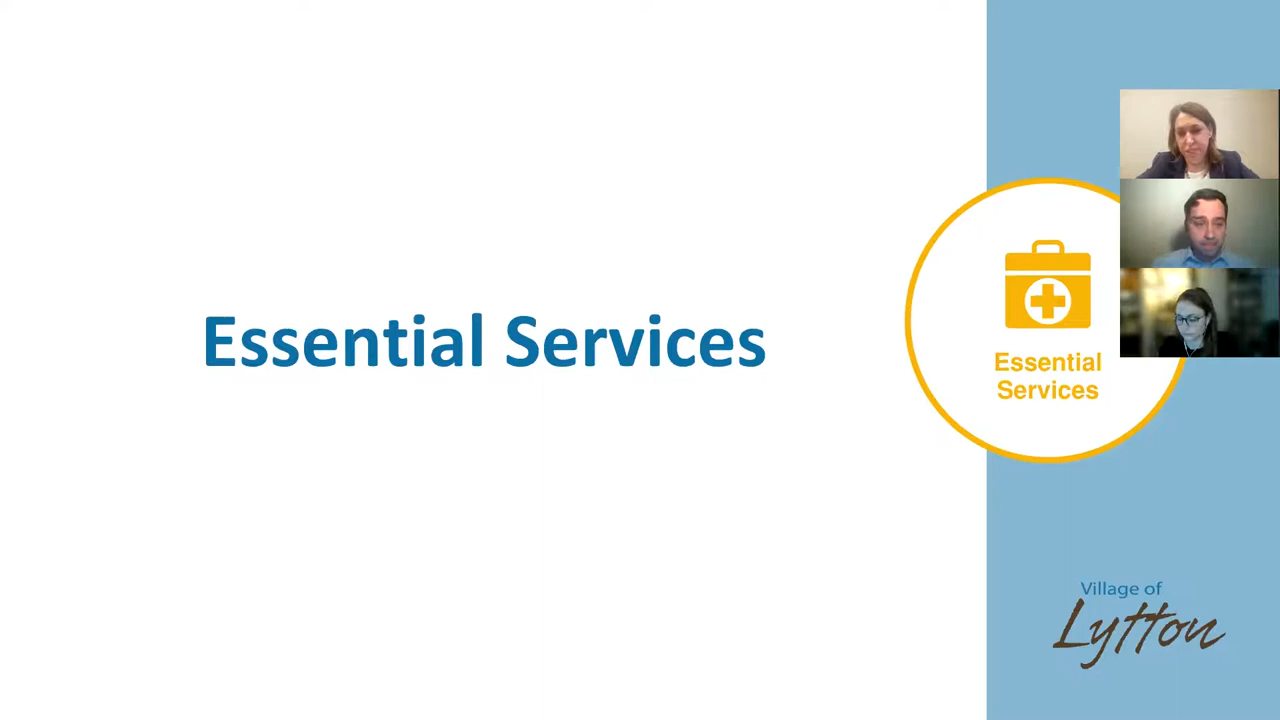 Essential Services
Essential
Services
Village of
Lytton